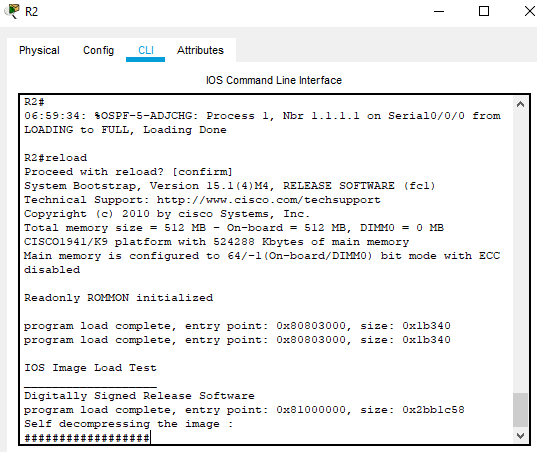 R2
Physical Config CLI Attributes
IOS Command Line Interface
R2#
06:59:34: %OSPF-5-ADJCHG: Process 1, Nbr 1.1.1.1 on Serial0/0/0 from
LOADING to FULL, Loading Done
R2#reload
Proceed with reload? [confirm]
System Bootstrap, Version 15.1(4)M4, RELEASE SOFTWARE (fc1)
Technical Support: http://www.cisco.com/techsupport
Copyright (c) 2010 by cisco Systems, Inc.
Total memory size = 512 MB - On-board = 512 MB, DIMM0 = 0 MB
CISCO1941/K9 platform with 524288 Kbytes of main memory
Main memory is configured to 64/-1(On-board/DIMM0) bit mode with ECC
disabled
Readonly ROMMON initialized
program load complete, entry point: 0x80803000, size: 0x1b340
program load complete, entry point: 0x80803000, size: 0x1b340
IOS Image Load Test
___________________
Digitally Signed Release Software
program load complete, entry point: 0x81000000, size: 0x2bb1c58
Self decompressing the image :
##################